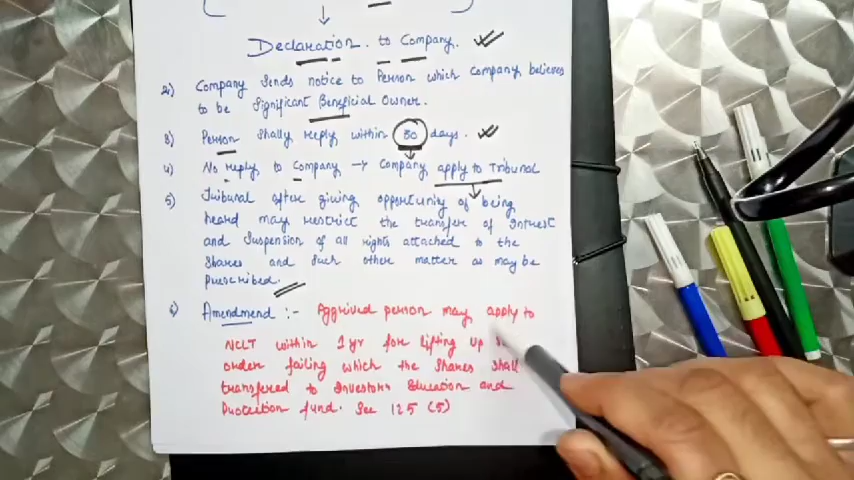 Declaration. to Company.
2) Company Sends notice to Person which Company believes
to be Significant Beneficial Owner.
3) Person Shally reply within 30 days.
4) No reply to Company → Company apply to Tribunal
5) Tribunal after giving opportunity of being
heard may restrict the transfer of Interest
and Suspension of all rights attached to the
Shares and Such other matter as may be
prescribed.
6) Amendment :- Aggrived person may apply to
NCLT within 1yr for lifting up
order failing which the Shares Shall
transferred to Investors Education and
Protection fund. Sec 125 (5)